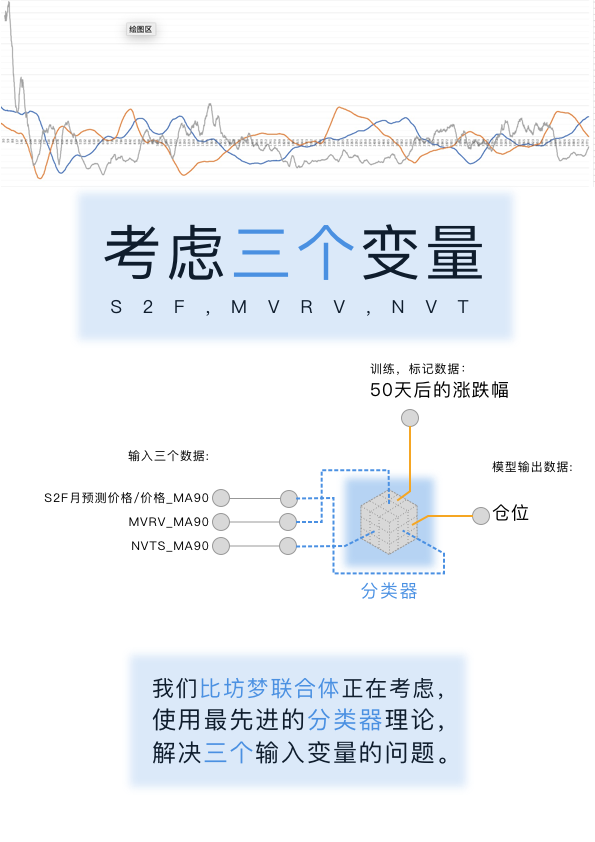 绘图区
考虑三个变量
S2F,MVRV,NVT
训练，标记数据：
50天后的涨跌幅
输入三个数据:
模型输出数据:
S2F月预测价格/价格_MA90
MVRV_MA90
NVTS_MA90
仓位
分类器
我们比坊梦联合体正在考虑，
使用最先进的分类器理论，
解决三个输入变量的问题。